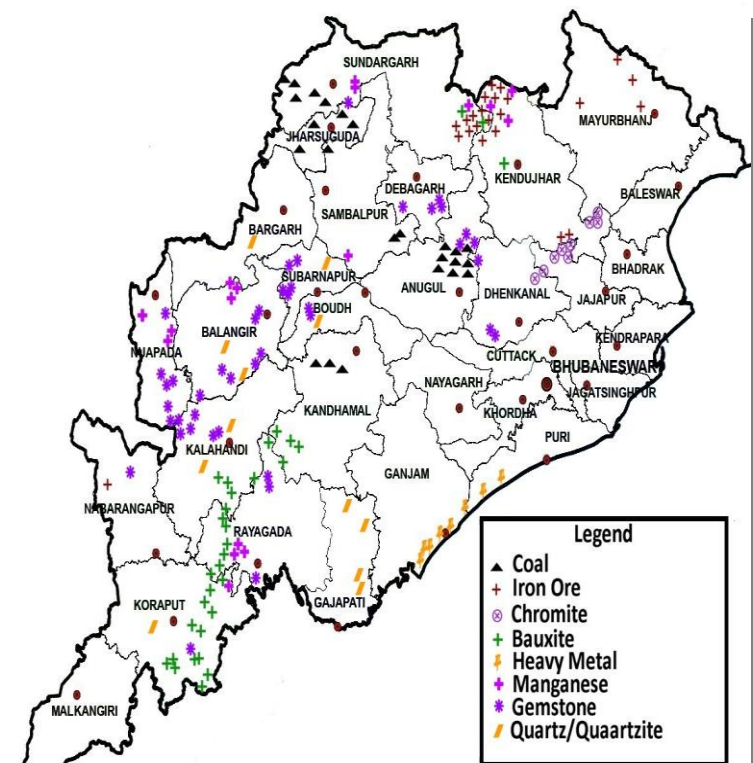 SUNDARGARH
MAYURBHANJ
JHARSUGUDA
KENDUJHAR
DEBAGARH
BALESWAR
SAMBALPUR
BARGARH
BHADRAK
SUBARNAPUR
ANUGUL
DHENKANAL
JAJAPUR
BOUDH
BALANGIR
KENDRAPARA
NUAPADA
CUTTACK
BHUBANESWAR
NAYAGARH
JAGATSINGHPUR
KANDHAMAL
KHORDHA
PURI
KALAHANDI
GANJAM
NABARANGAPUR
RAYAGADA
KORAPUT
GAJAPATI
MALKANGIRI
Legend
Coal
Iron Ore
Chromite
Bauxite
Heavy Metal
Manganese
Gemstone
Quartz/Quaartzite